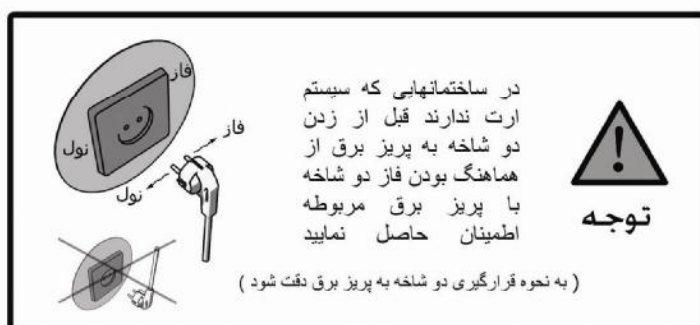 در ساختمانهایی که سیستم
ارت ندارند قبل از زدن
دو شاخه به پریز برق از
هماهنگ بودن فاز دو شاخه
با پریز برق مربوطه
اطمینان حاصل نمایید
توجه
( به نحوه قرارگیری دو شاخه به پریز برق دقت شود )
فاز
نول
فاز
نول